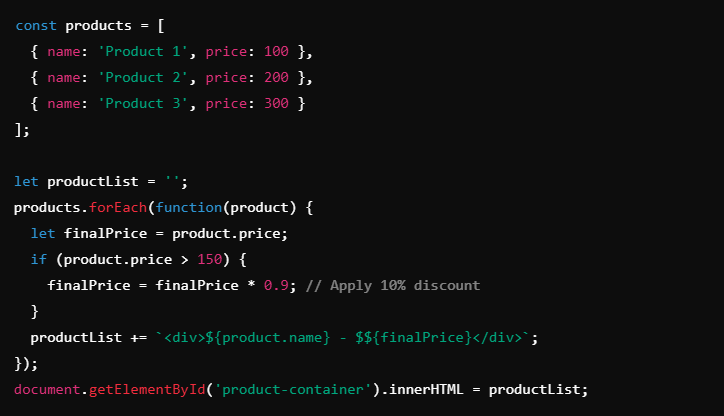 const products = [
  { name: 'Product 1', price: 100 },
  { name: 'Product 2', price: 200 },
  { name: 'Product 3', price: 300 }
];

let productList = '';
products.forEach(function(product) {
  let finalPrice = product.price;
  if (product.price > 150) {
    finalPrice = finalPrice * 0.9; // Apply 10% discount
  }
  productList += `<div>${product.name} - $${finalPrice}</div>`;
});
document.getElementById('product-container').innerHTML = productList;